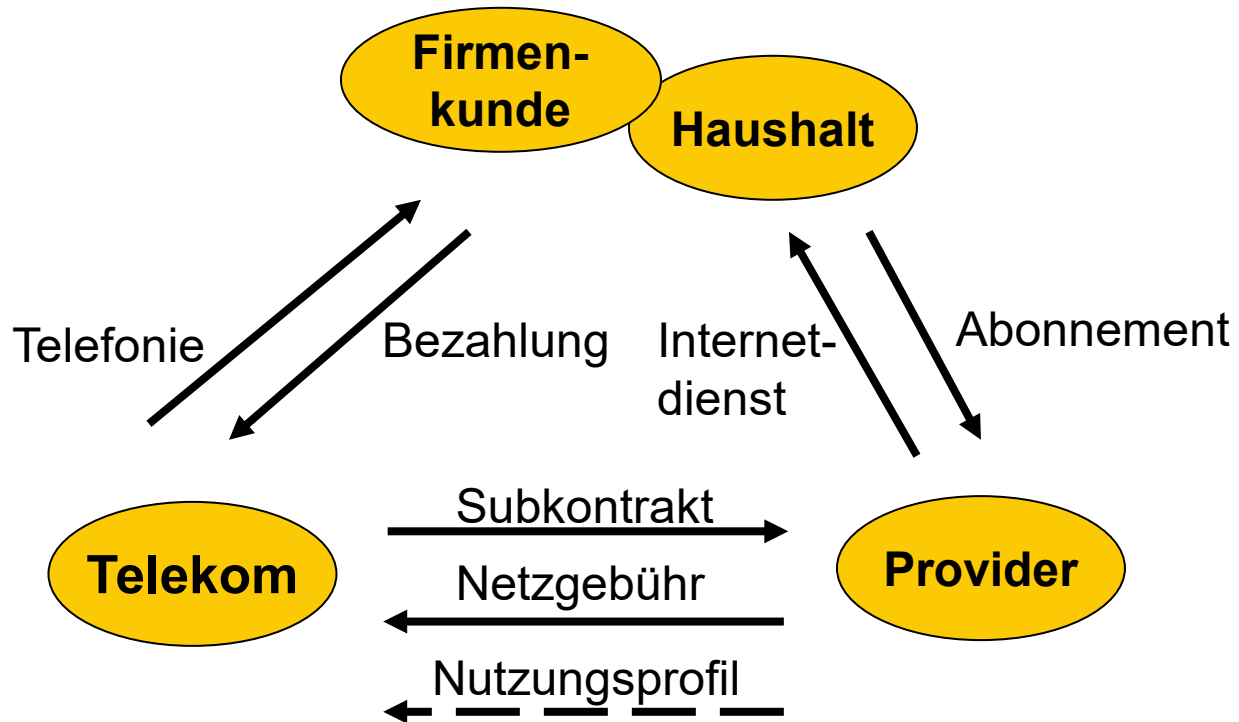 Firmen-
kunde
Haushalt
Telefonie
Bezahlung
Internet-
dienst
Abonnement
Subkontrakt
Telekom
Provider
Netzgebühr
Nutzungsprofil